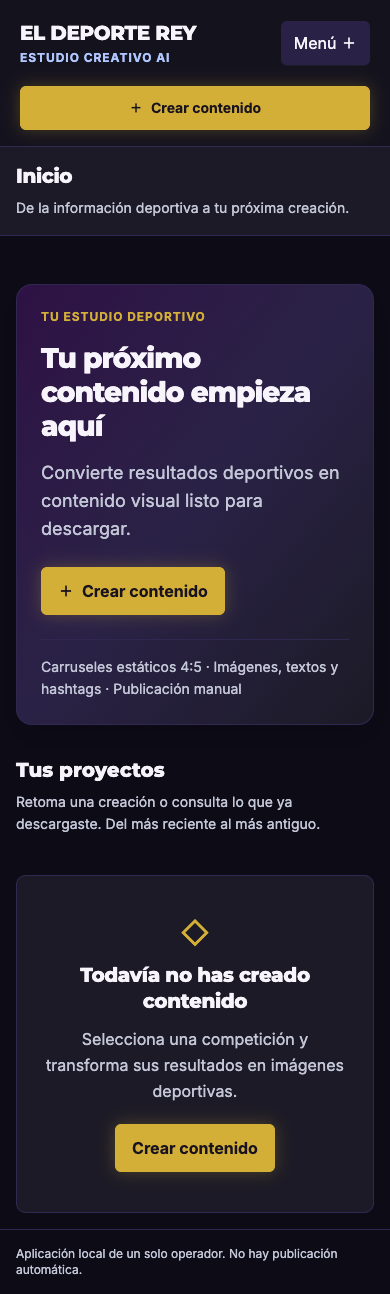 EL DEPORTE REY
ESTUDIO CREATIVO AI
Menú +
+ Crear contenido
Inicio
De la información deportiva a tu próxima creación.
TU ESTUDIO DEPORTIVO
Tu próximo
contenido empieza
aquí
Convierte resultados deportivos en
contenido visual listo para
descargar.
+ Crear contenido
Carruseles estáticos 4:5 · Imágenes, textos y
hashtags · Publicación manual
Tus proyectos
Retoma una creación o consulta lo que ya
descargaste. Del más reciente al más antiguo.
Todavía no has creado
contenido
Selecciona una competición y
transforma sus resultados en imágenes
deportivas.
Crear contenido
Aplicación local de un solo operador. No hay publicación
automática.